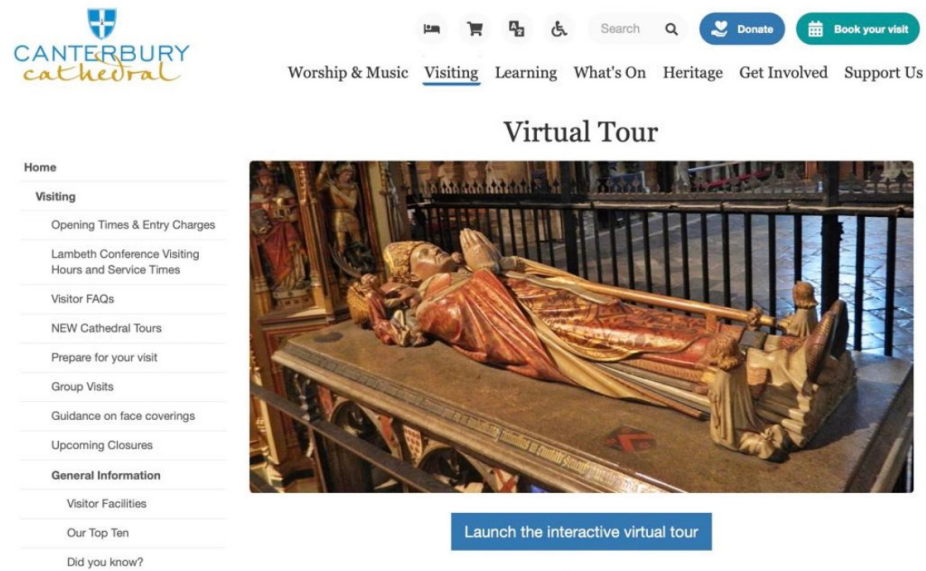 CANTERBURY
cathedral
Search
Donate
Book your visit
Worship & Music
Visiting
Learning
What's On
Heritage
Get Involved
Support Us
Virtual Tour
Home
Visiting
Opening Times & Entry Charges
Lambeth Conference Visiting
Hours and Service Times
Visitor FAQs
NEW Cathedral Tours
Prepare for your visit
Group Visits
Guidance on face coverings
Upcoming Closures
General Information
Visitor Facilities
Our Top Ten
Did you know?
Launch the interactive virtual tour